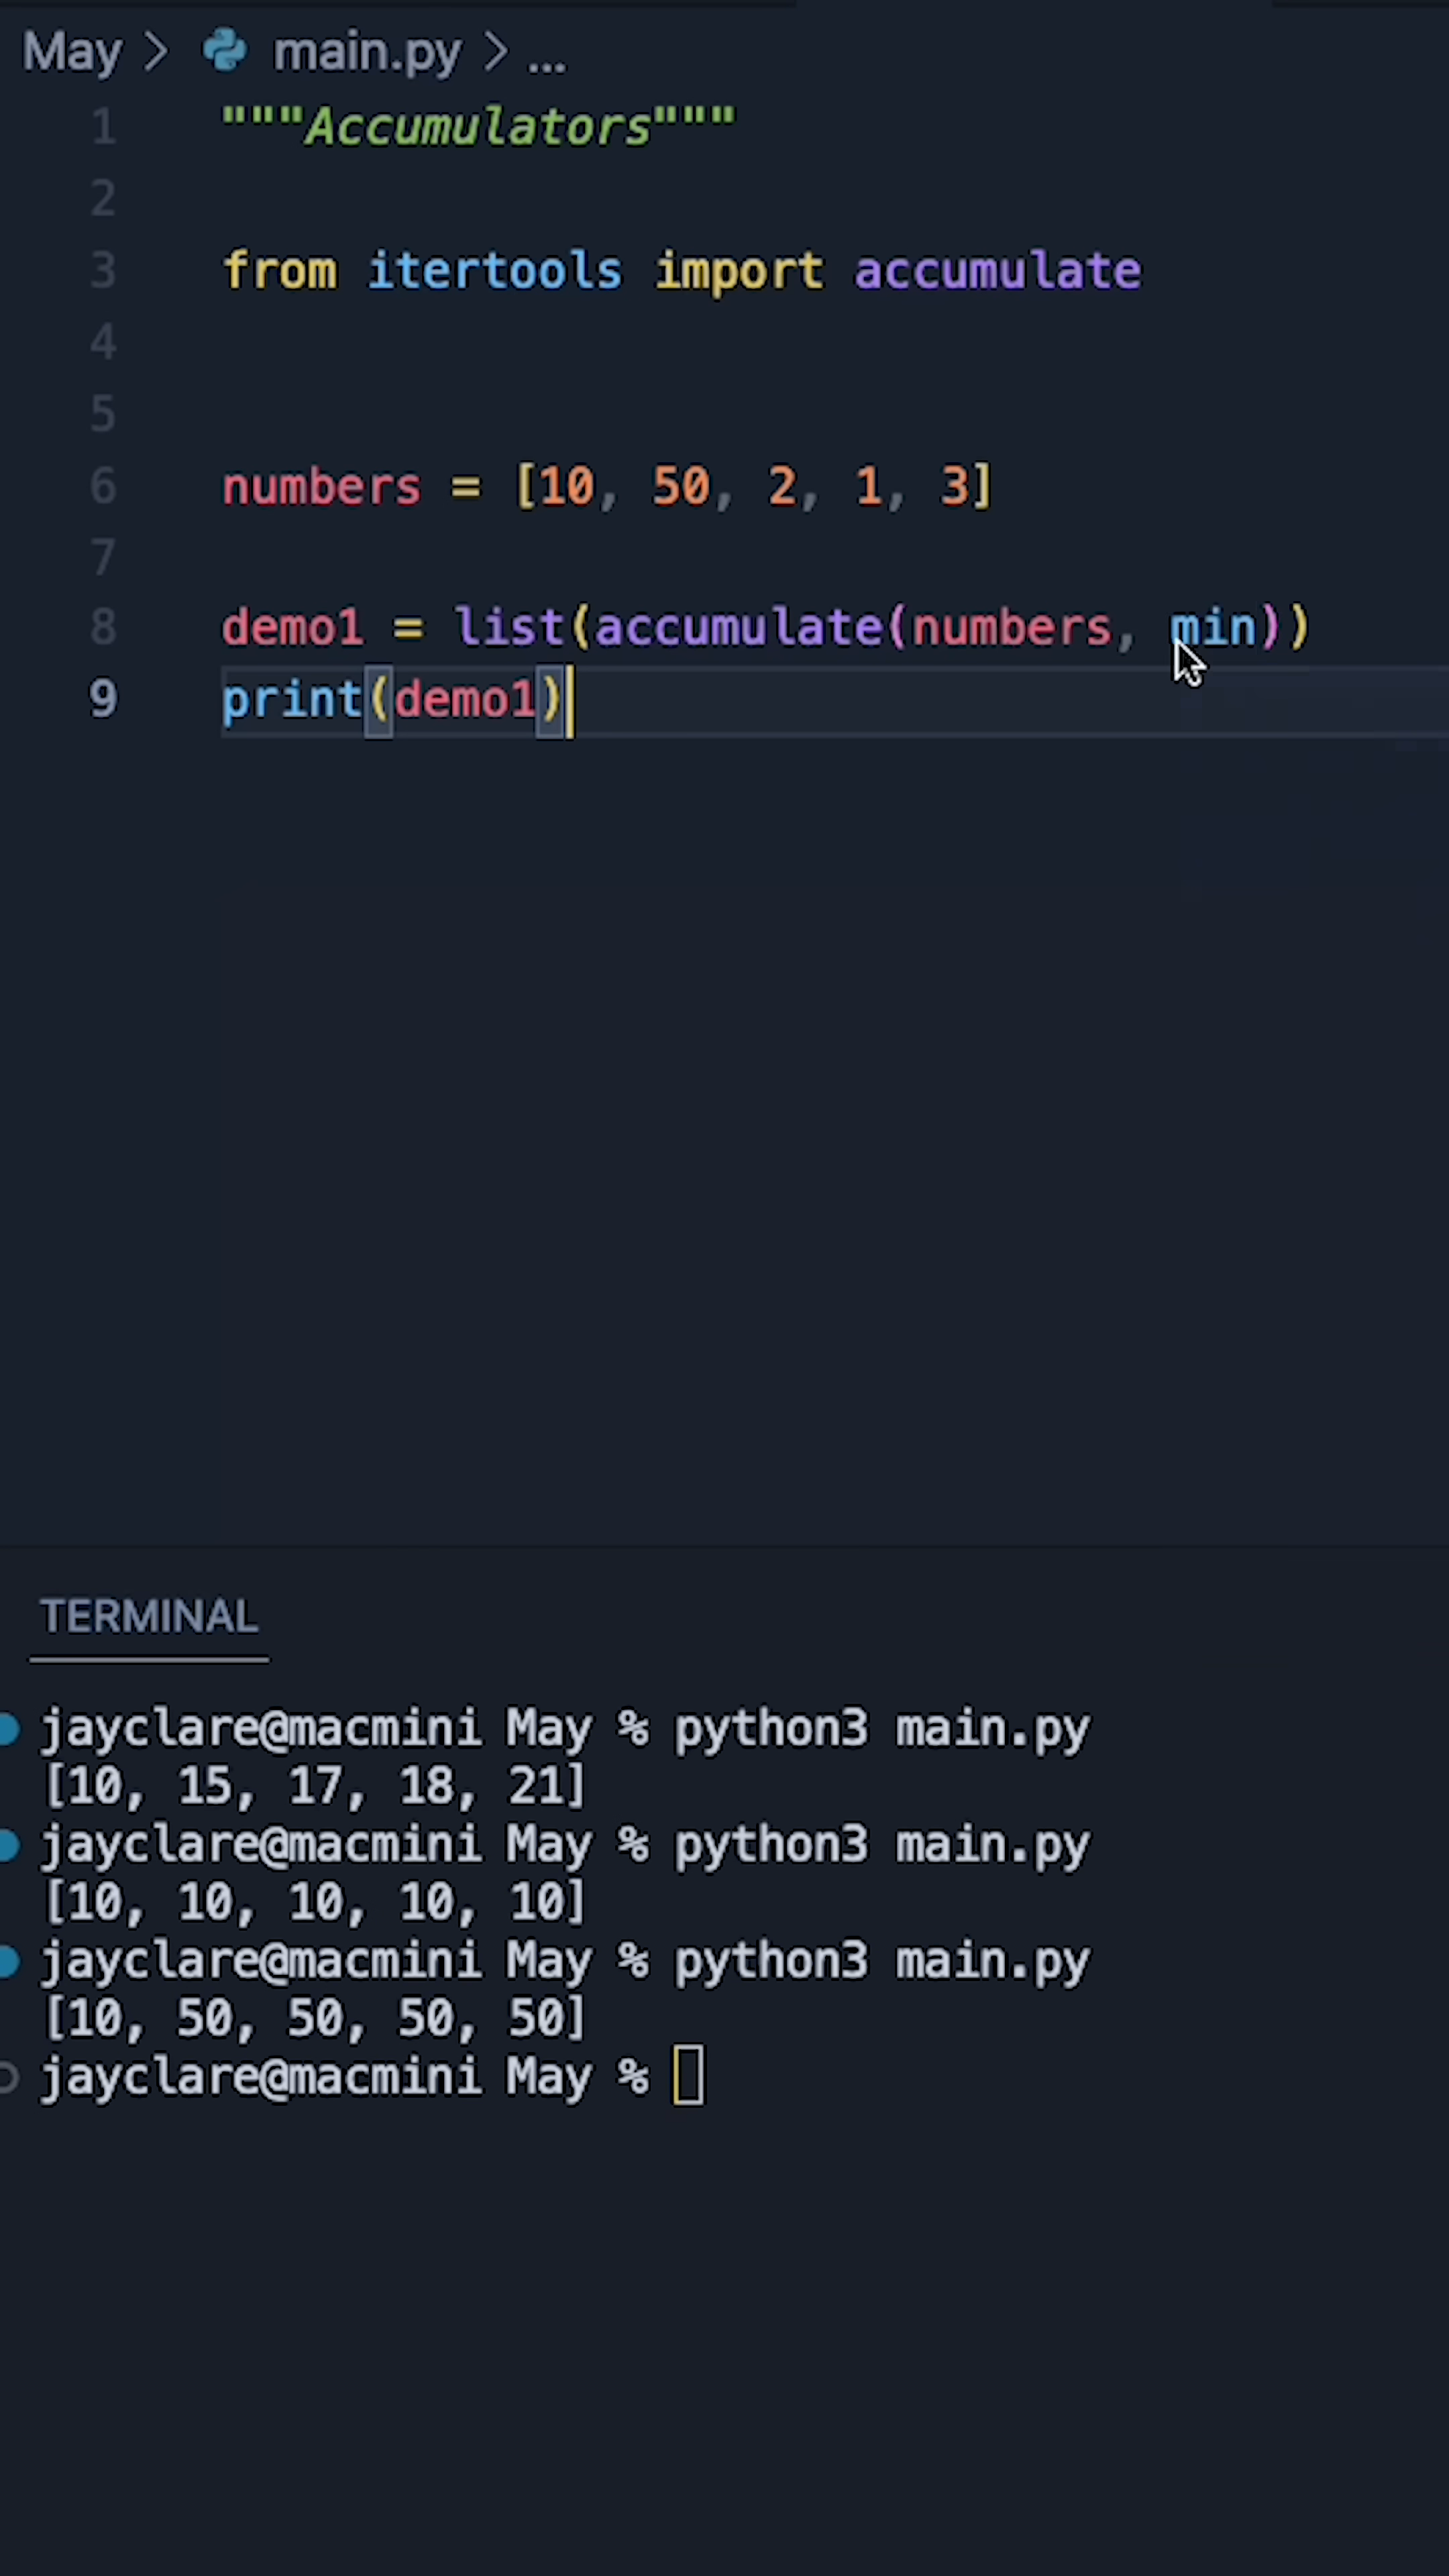 May > main.py > ...
1 """Accumulators"""
2
3 from itertools import accumulate
4
5
6 numbers = [10, 50, 2, 1, 3]
7
8 demo1 = list(accumulate(numbers, min))
9 print(demo1)
TERMINAL
jayclare@macmini May % python3 main.py
[10, 15, 17, 18, 21]
jayclare@macmini May % python3 main.py
[10, 10, 10, 10, 10]
jayclare@macmini May % python3 main.py
[10, 50, 50, 50, 50]
jayclare@macmini May %